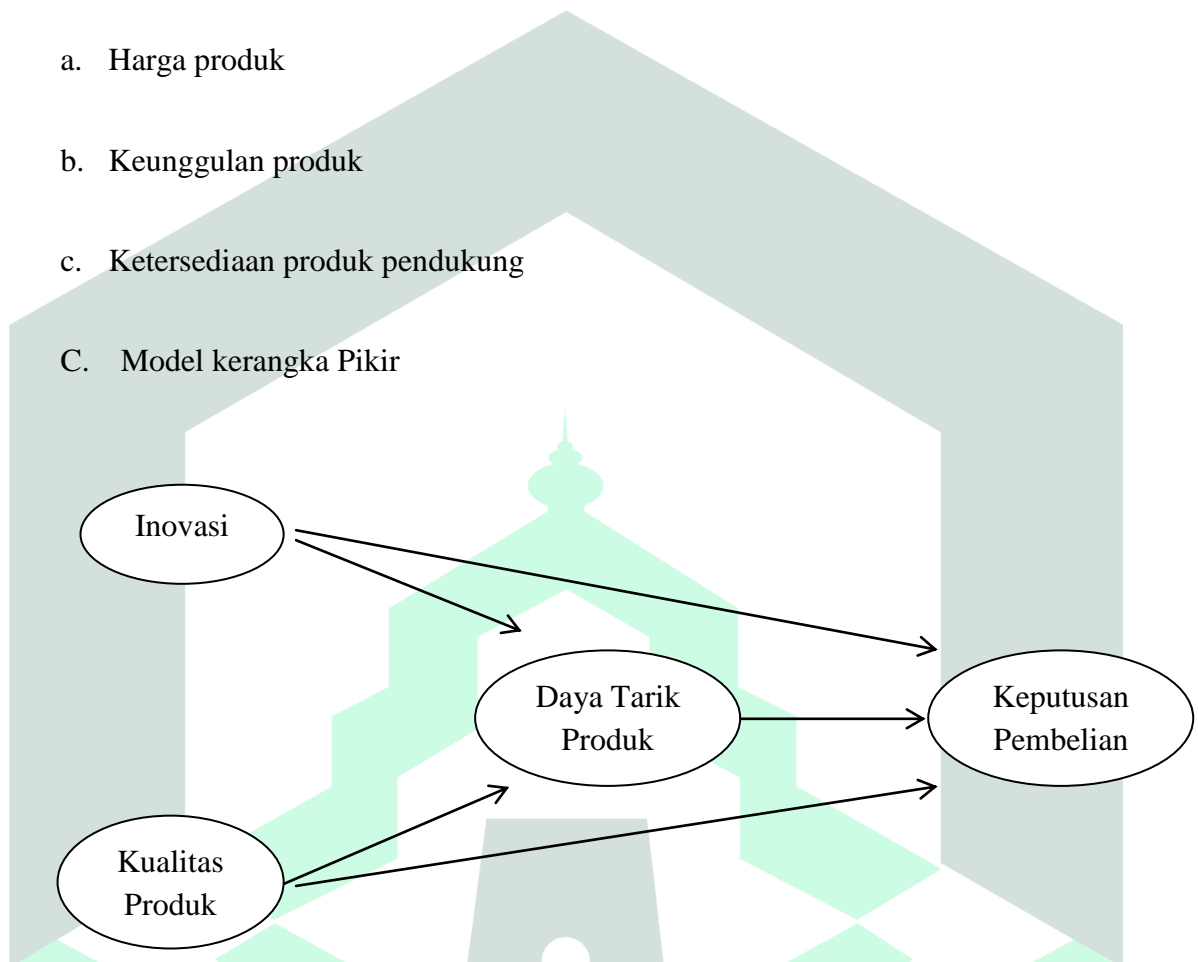 a. Harga produk
b. Keunggulan produk
c. Ketersediaan produk pendukung
C. Model kerangka Pikir
Inovasi
Daya Tarik
Produk
Keputusan
Pembelian
Kualitas
Produk